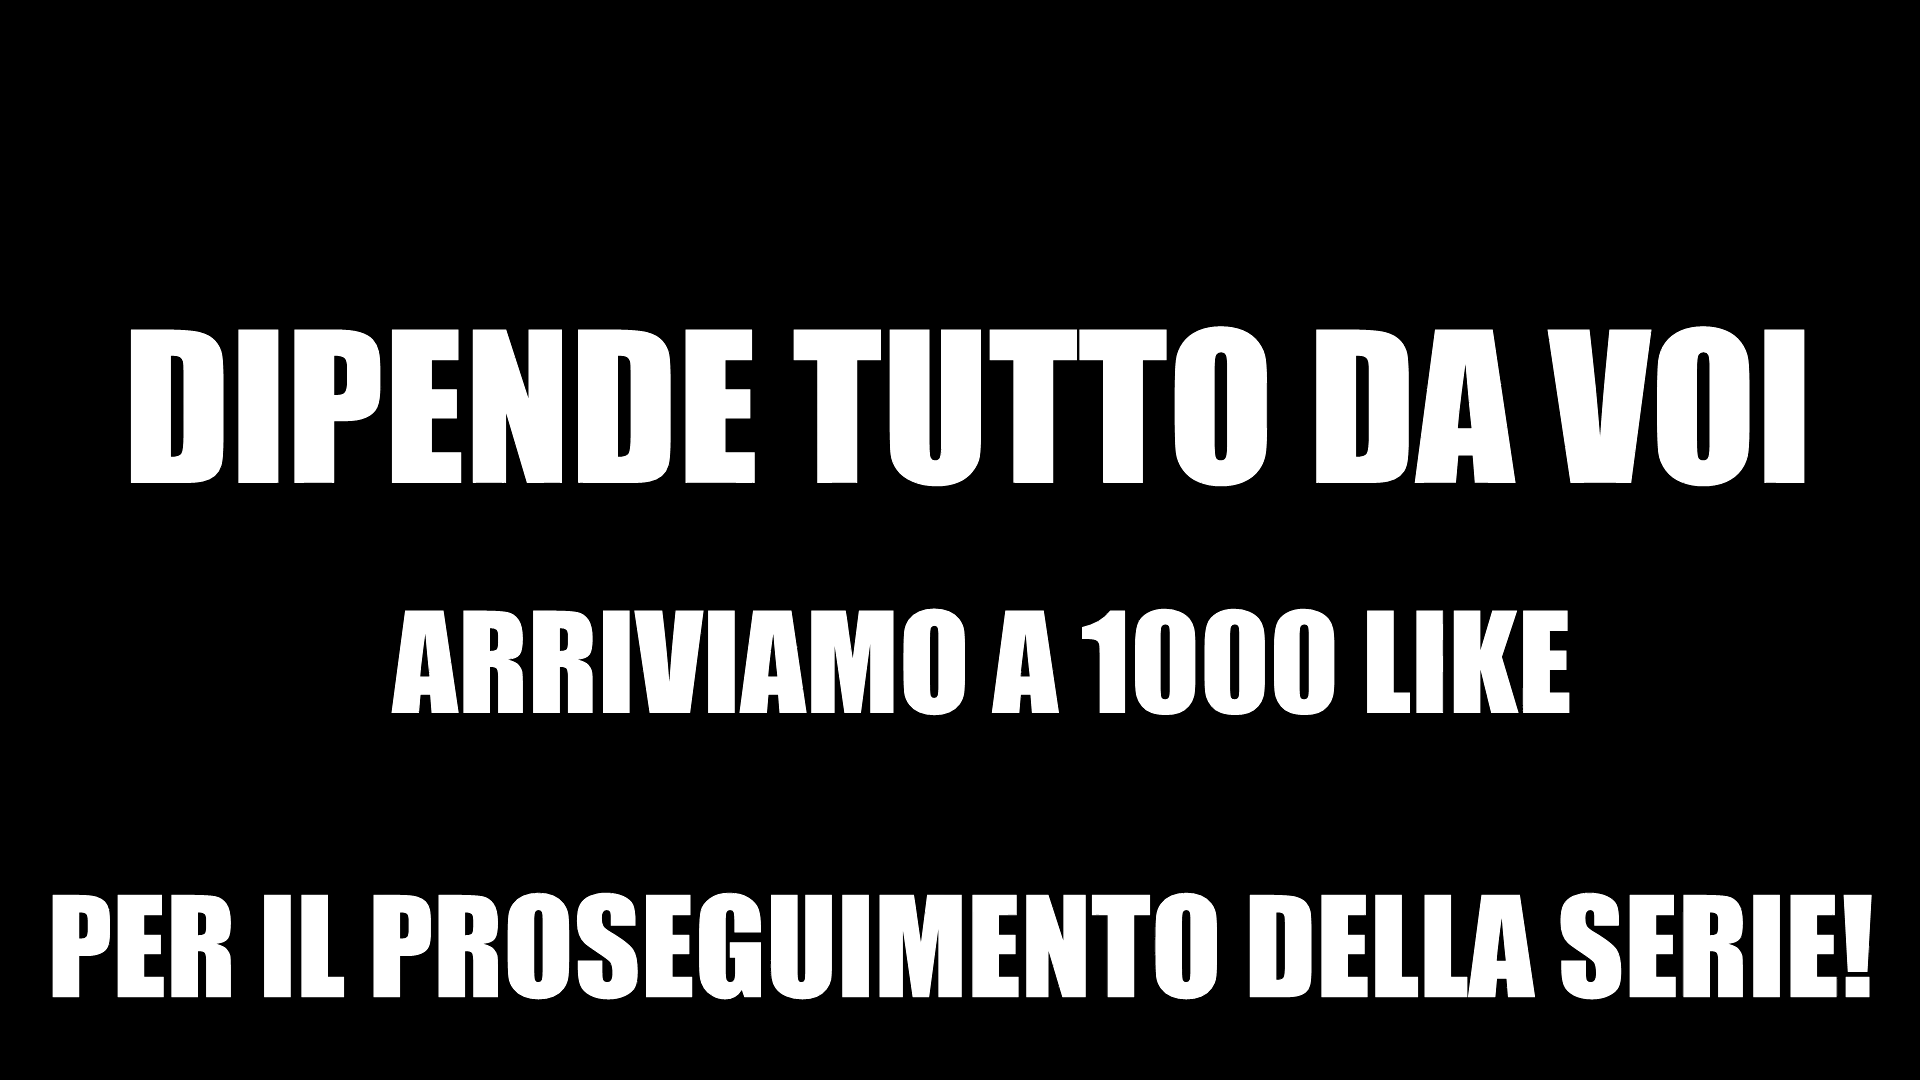 DIPENDE TUTTO DA VOI
ARRIVIAMO A 1000 LIKE
PER IL PROSEGUIMENTO DELLA SERIE!